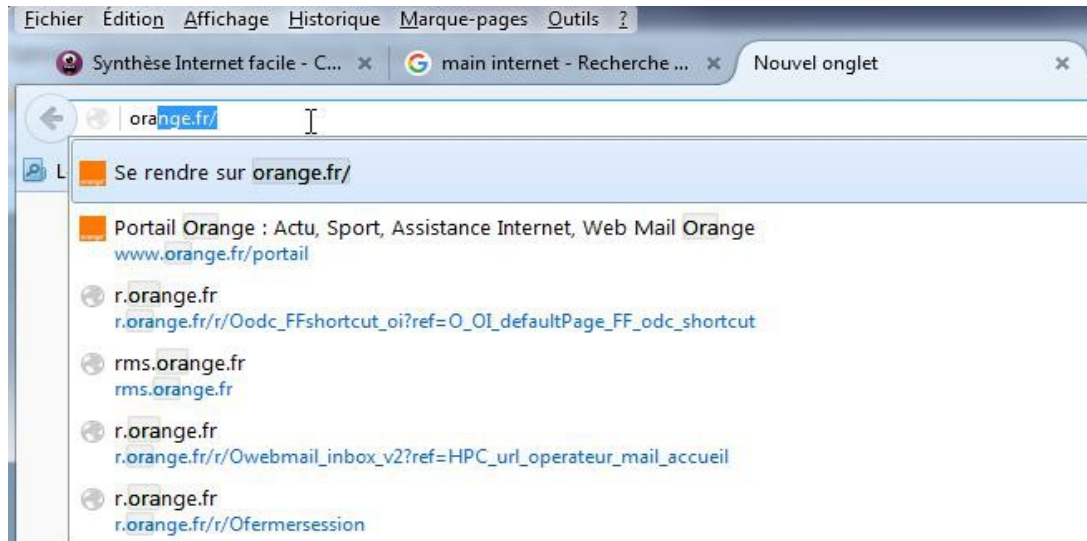 Fichier Édition Affichage Historique Marque-pages Outils ?
Synthèse Internet facile - C... × main internet - Recherche ... × Nouvel onglet ×
orange.fr/
L
Se rendre sur orange.fr/
Portail Orange : Actu, Sport, Assistance Internet, Web Mail Orange
www.orange.fr/portail
r.orange.fr
r.orange.fr/r/Oodc_FFshortcut_oi?ref=O_OI_defaultPage_FF_odc_shortcut
rms.orange.fr
rms.orange.fr
r.orange.fr
r.orange.fr/r/Owebmail_inbox_v2?ref=HPC_url_operateur_mail_accueil
r.orange.fr
r.orange.fr/r/Ofermersession